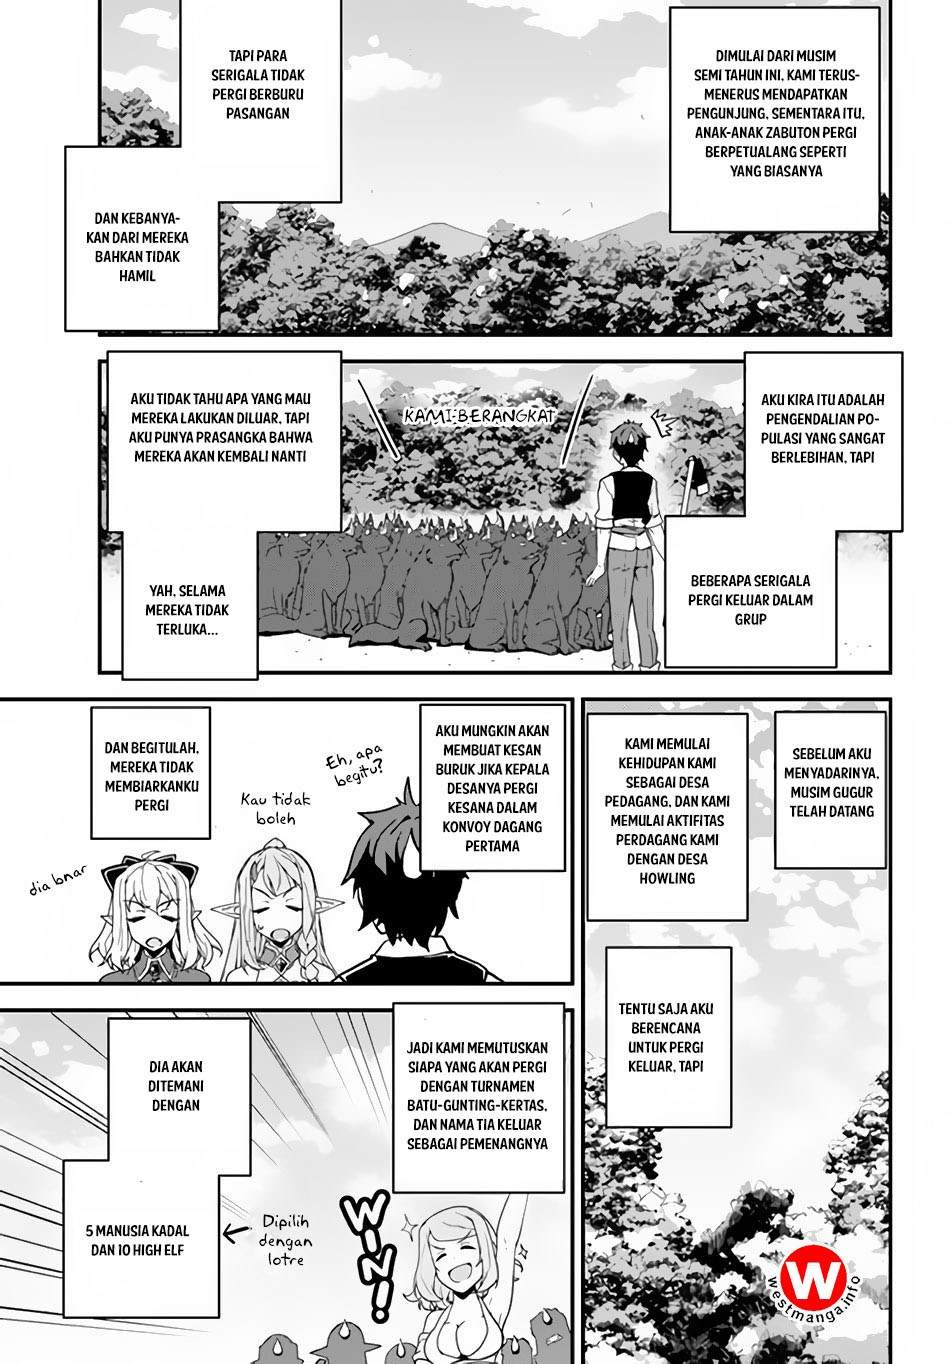 DIMULAI DARI MUSIM
SEMI TAHUN INI, KAMI TERUS-
MENERUS MENDAPATKAN
PENGUNJUNG, SEMENTARA ITU,
ANAK-ANAK ZABUTON PERGI
BERPETUALANG SEPERTI
YANG BIASANYA
TAPI PARA
SERIGALA TIDAK
PERGI BERBURU
PASANGAN
DAN KEBANYA-
KAN DARI MEREKA
BAHKAN TIDAK
HAMIL
AKU KIRA ITU ADALAH
PENGENDALIAN PO-
PULASI YANG SANGAT
BERLEBIHAN, TAPI
BEBERAPA SERIGALA
PERGI KELUAR DALAM
GRUP
KAMI BERANGKAT
AKU TIDAK TAHU APA YANG MAU
MEREKA LAKUKAN DILUAR, TAPI
AKU PUNYA PRASANGKA BAHWA
MEREKA AKAN KEMBALI NANTI
YAH, SELAMA
MEREKA TIDAK
TERLUKA...
SEBELUM AKU
MENYADARINYA,
MUSIM GUGUR
TELAH DATANG
KAMI MEMULAI
KEHIDUPAN KAMI
SEBAGAI DESA
PEDAGANG, DAN KAMI
MEMULAI AKTIFITAS
PERDAGANG KAMI
DENGAN DESA
HOWLING
TENTU SAJA AKU
BERENCANA
UNTUK PERGI
KELUAR, TAPI
AKU MUNGKIN AKAN
MEMBUAT KESAN
BURUK JIKA KEPALA
DESANYA PERGI
KESANA DALAM
KONVOY DAGANG
PERTAMA
Eh, apa
begitu?
Kau tidak
boleh
dia bnar
DAN BEGITULAH,
MEREKA TIDAK
MEMBIARKANKU
PERGI
JADI KAMI MEMUTUSKAN
SIAPA YANG AKAN PERGI
DENGAN TURNAMEN
BATU-GUNTING-KERTAS,
DAN NAMA TIA KELUAR
SEBAGAI PEMENANGNYA
WIN!
DIA AKAN
DITEMANI
DENGAN
5 MANUSIA KADAL
DAN 10 HIGH ELF
Dipilih
dengan
lotre
W
westmanga.info